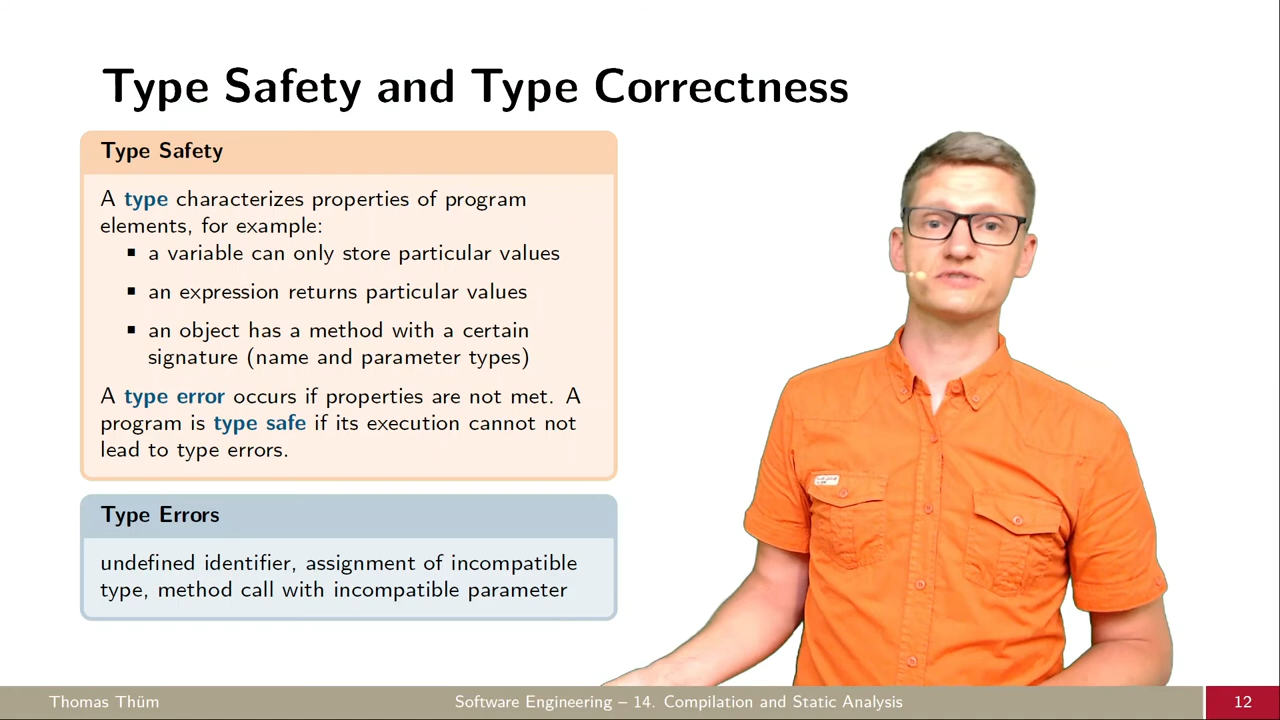 Type Safety and Type Correctness
Type Safety
A type characterizes properties of program
elements, for example:
▪ a variable can only store particular values
▪ an expression returns particular values
▪ an object has a method with a certain
signature (name and parameter types)
A type error occurs if properties are not met. A
program is type safe if its execution cannot not
lead to type errors.
Type Errors
undefined identifier, assignment of incompatible
type, method call with incompatible parameter
Thomas Thüm
Software Engineering – 14. Compilation and Static Analysis
12